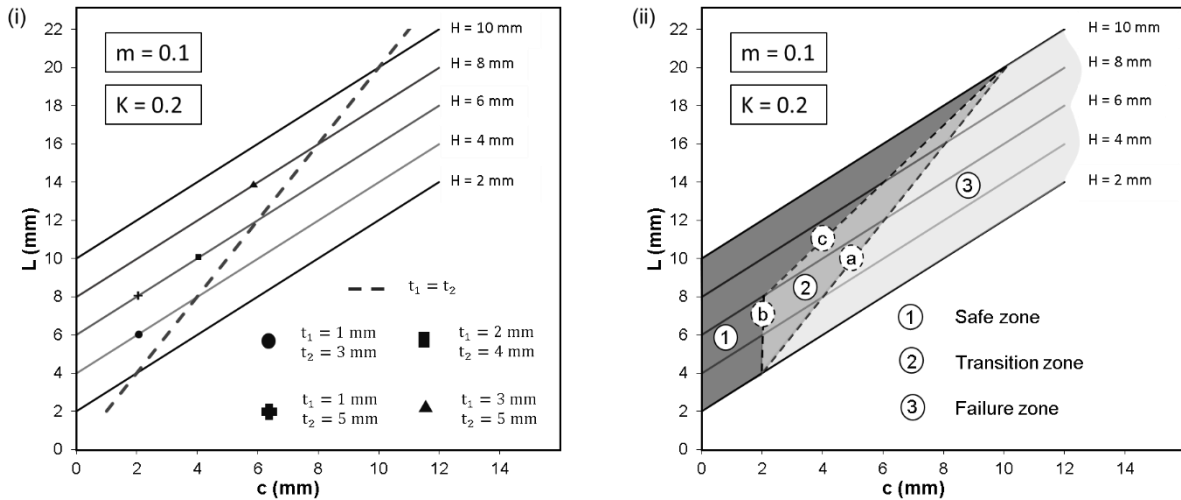 (i)
m = 0.1
K = 0.2
L (mm)
22
20
18
16
14
12
10
8
6
4
2
0
0 2 4 6 8 10 12 14 16
c (mm)
H = 10 mm
H = 8 mm
H = 6 mm
H = 4 mm
H = 2 mm
t₁ = t₂
t₁ = 1 mm
t₂ = 3 mm
t₁ = 2 mm
t₂ = 4 mm
t₁ = 1 mm
t₂ = 5 mm
t₁ = 3 mm
t₂ = 5 mm
(ii)
m = 0.1
K = 0.2
L (mm)
22
20
18
16
14
12
10
8
6
4
2
0
0 2 4 6 8 10 12 14
c (mm)
H = 10 mm
H = 8 mm
H = 6 mm
H = 4 mm
H = 2 mm
3
c
a
2
b
1
1 Safe zone
2 Transition zone
3 Failure zone